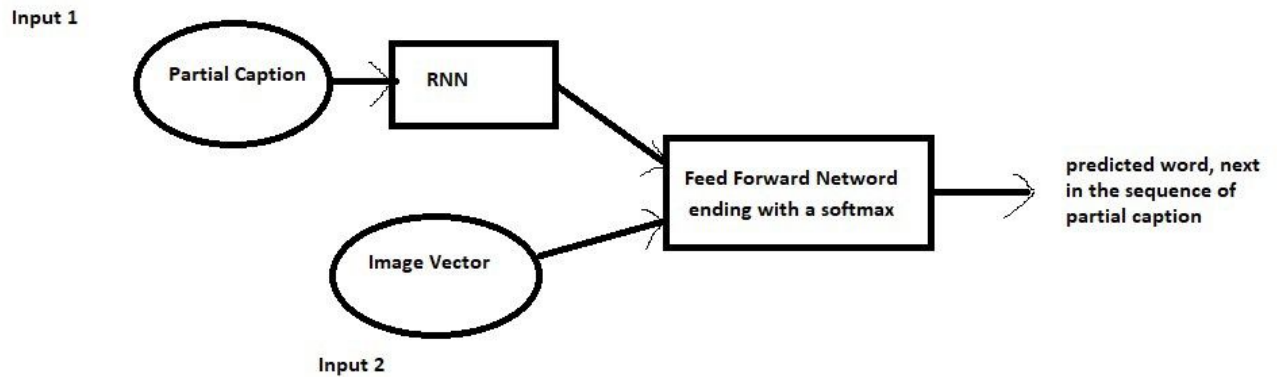 Input 1
Partial Caption
RNN
Feed Forward Netword
ending with a softmax
predicted word, next
in the sequence of
partial caption
Image Vector
Input 2